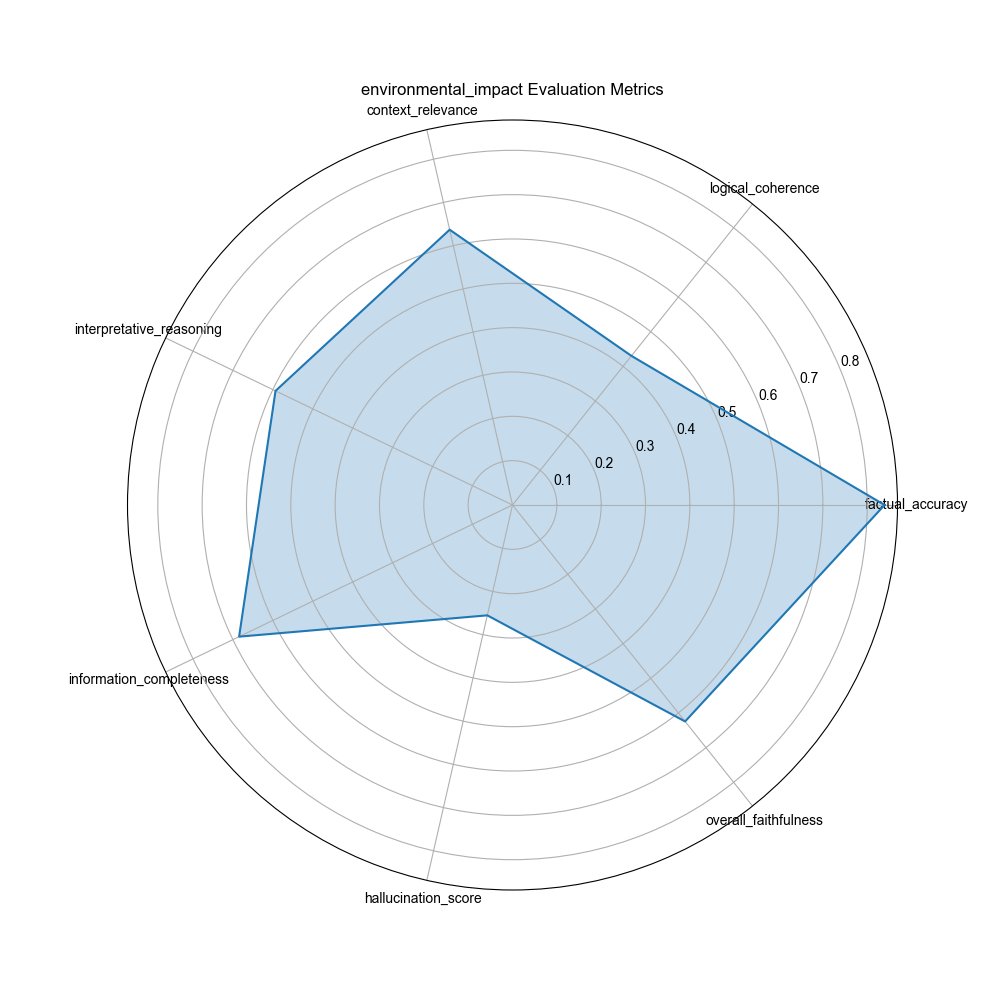 environmental_impact Evaluation Metrics
context_relevance
logical_coherence
interpretative_reasoning
0.8
0.7
0.6
0.5
0.4
0.3
0.2
0.1
factual_accuracy
information_completeness
overall_faithfulness
hallucination_score